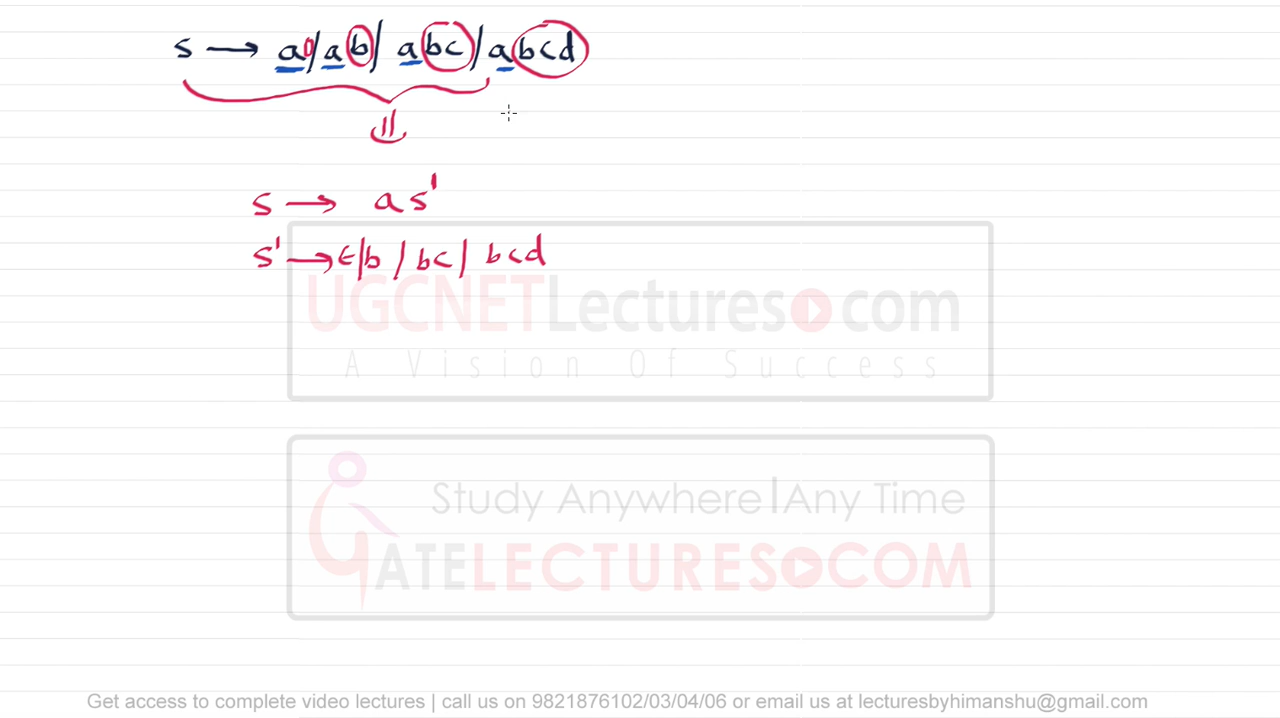 s → a/ab/abc/abcd
s → as'
s' → ϵ/b/bc/bcd
UGCNETLectures.com
A Vision Of Success
Study Anywhere|Any Time
GATELECTURES.COM
Get access to complete video lectures | call us on 9821876102/03/04/06 or email us at lecturesbyhimanshu@gmail.com